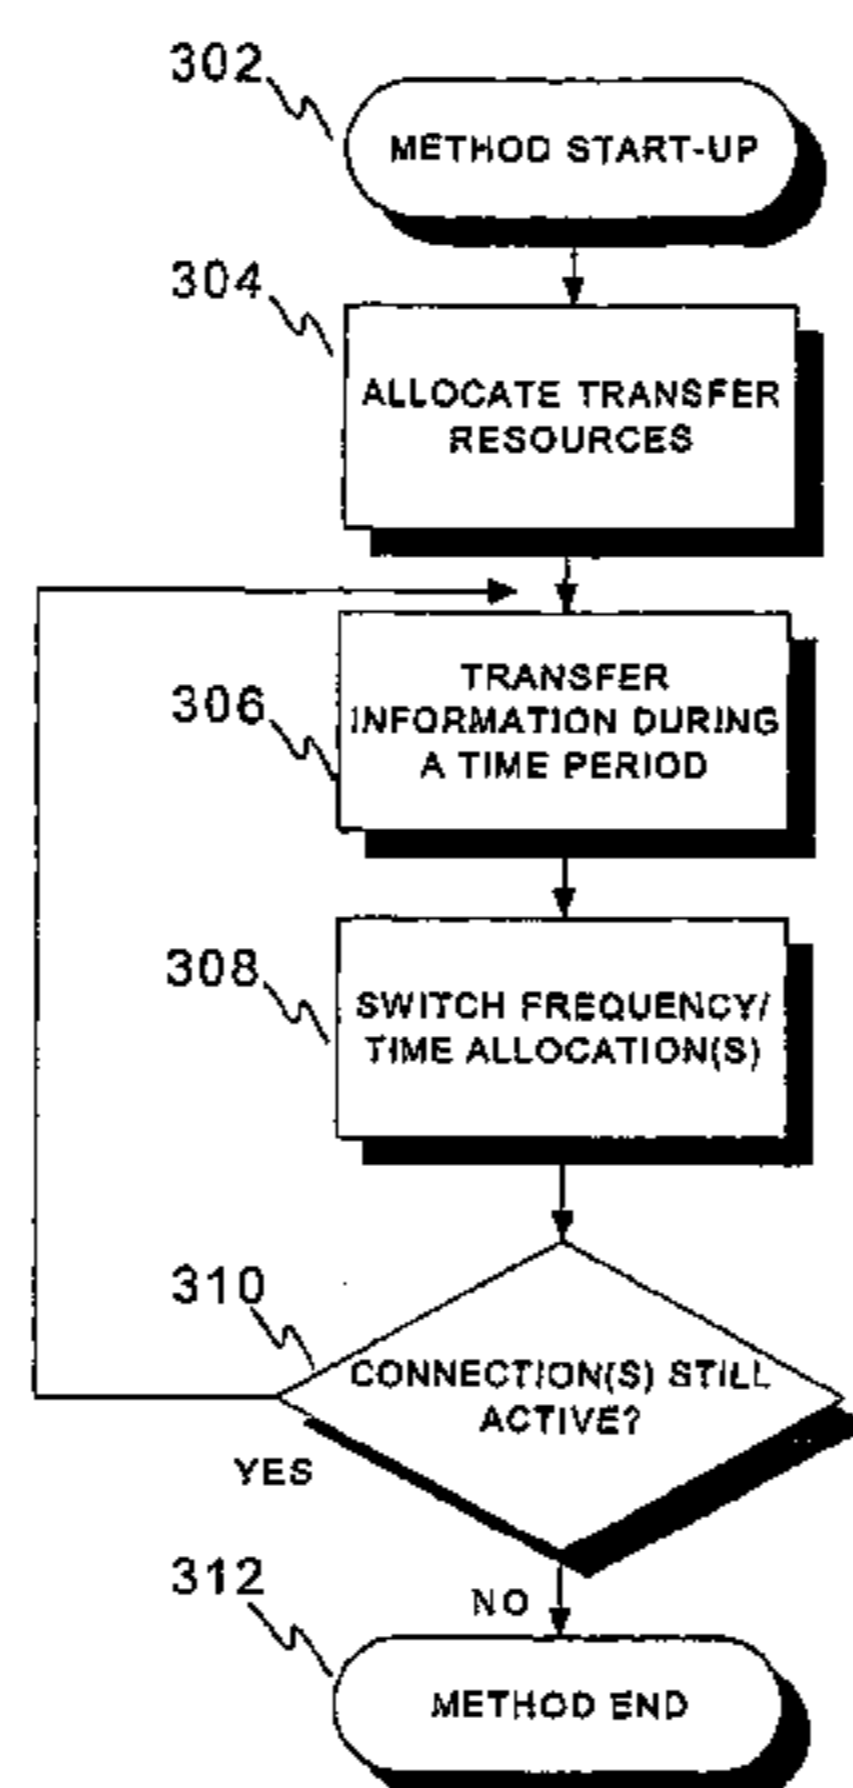 302
METHOD START-UP
304
ALLOCATE TRANSFER
RESOURCES
306
TRANSFER
INFORMATION DURING
A TIME PERIOD
308
SWITCH FREQUENCY/
TIME ALLOCATION(S)
310
CONNECTION(S) STILL
ACTIVE?
YES
NO
312
METHOD END